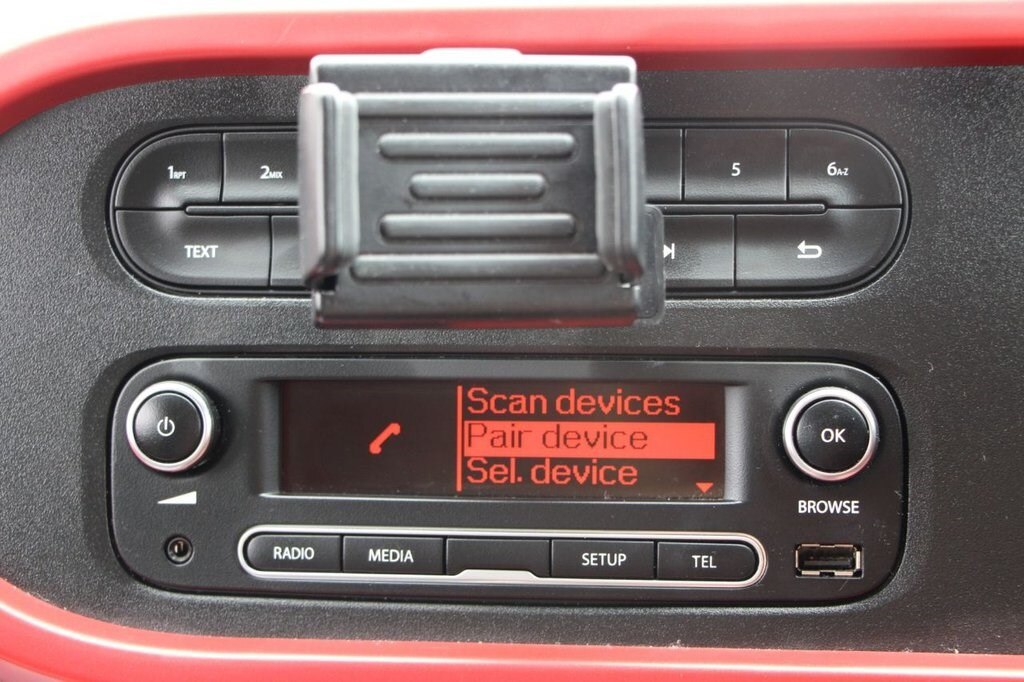 1RPT 2MIX 5 6A-Z
TEXT
Scan devices
Pair device
Sel. device
OK
BROWSE
RADIO MEDIA SETUP TEL